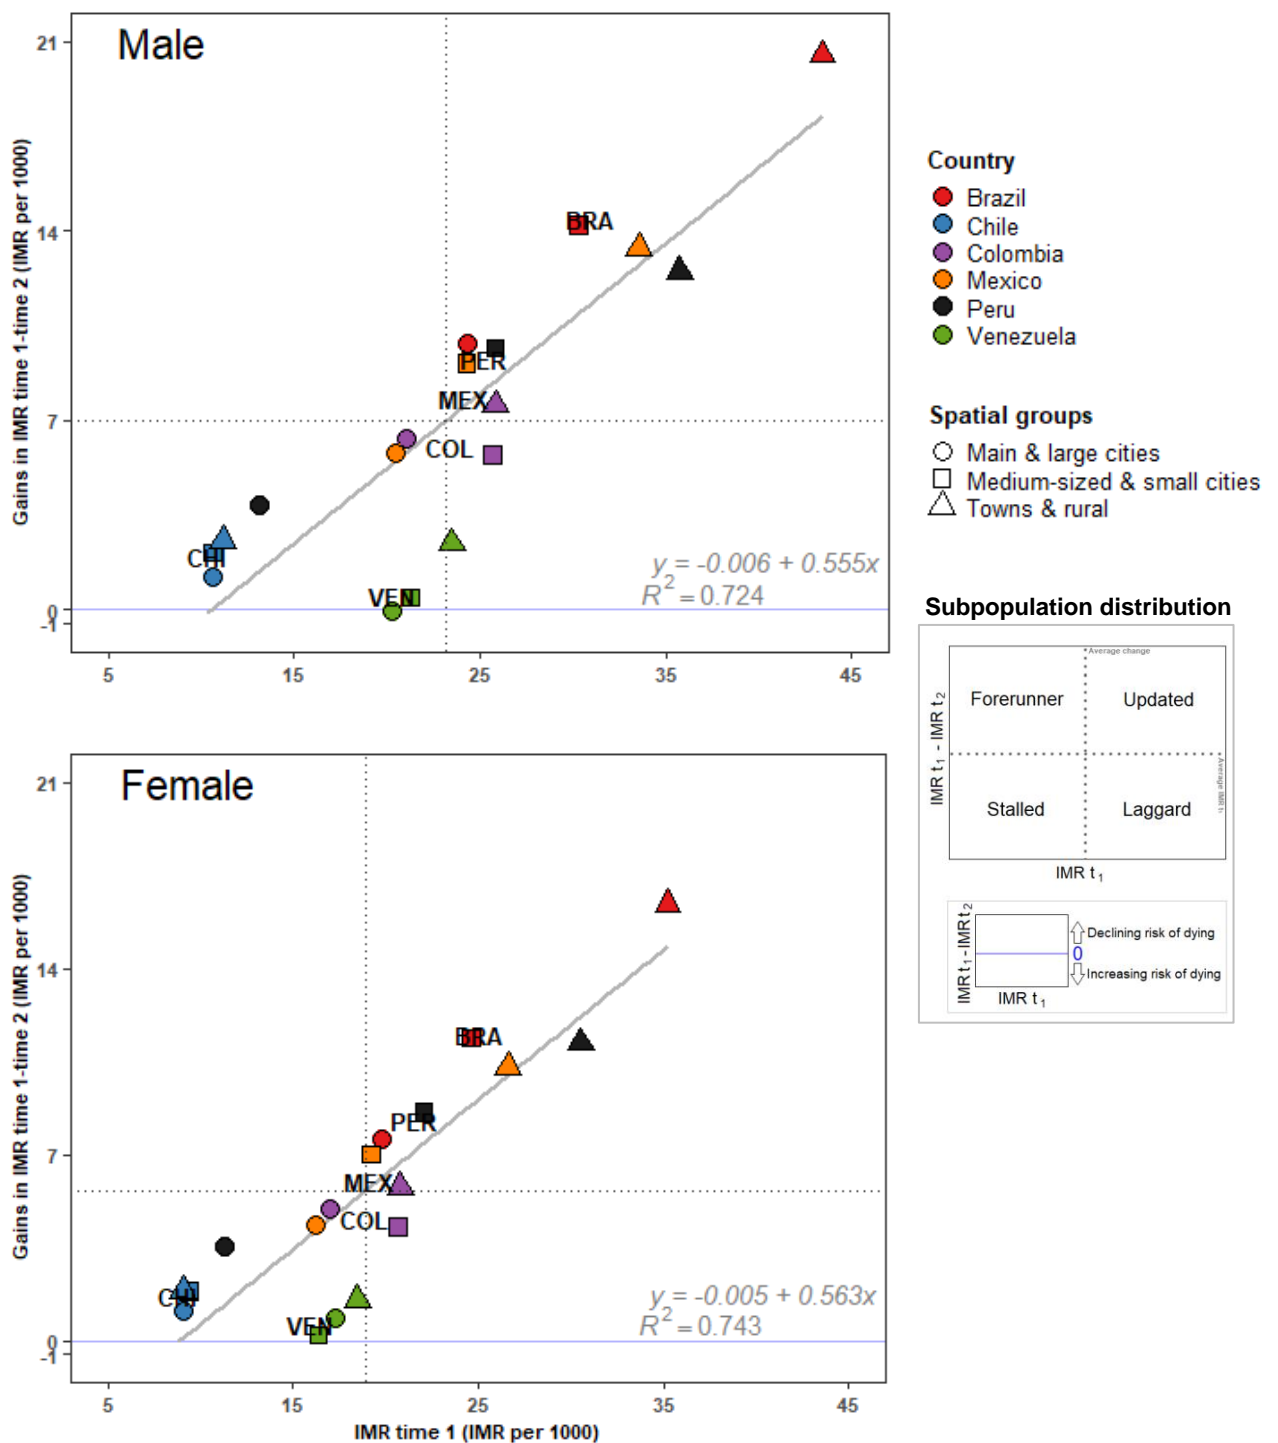 Male
Gains in IMR time 1-time 2 (IMR per 1000)
21
14
7
0
-1
BRA
PER
MEX
COL
CHI
VEN
y = -0.006 + 0.555x
R² = 0.724
5 15 25 35 45
Country
Brazil
Chile
Colombia
Mexico
Peru
Venezuela
Spatial groups
Main & large cities
Medium-sized & small cities
Towns & rural
Subpopulation distribution
Average change
IMR t₁ - IMR t₂
Forerunner Updated
Stalled Laggard
Average IMR t₁
IMR t₁
IMR t₁-IMR t₂
Declining risk of dying
0
Increasing risk of dying
IMR t₁
Female
Gains in IMR time 1-time 2 (IMR per 1000)
21
14
7
0
-1
BRA
PER
MEX
COL
CHI
VEN
y = -0.005 + 0.563x
R² = 0.743
5 15 25 35 45
IMR time 1 (IMR per 1000)